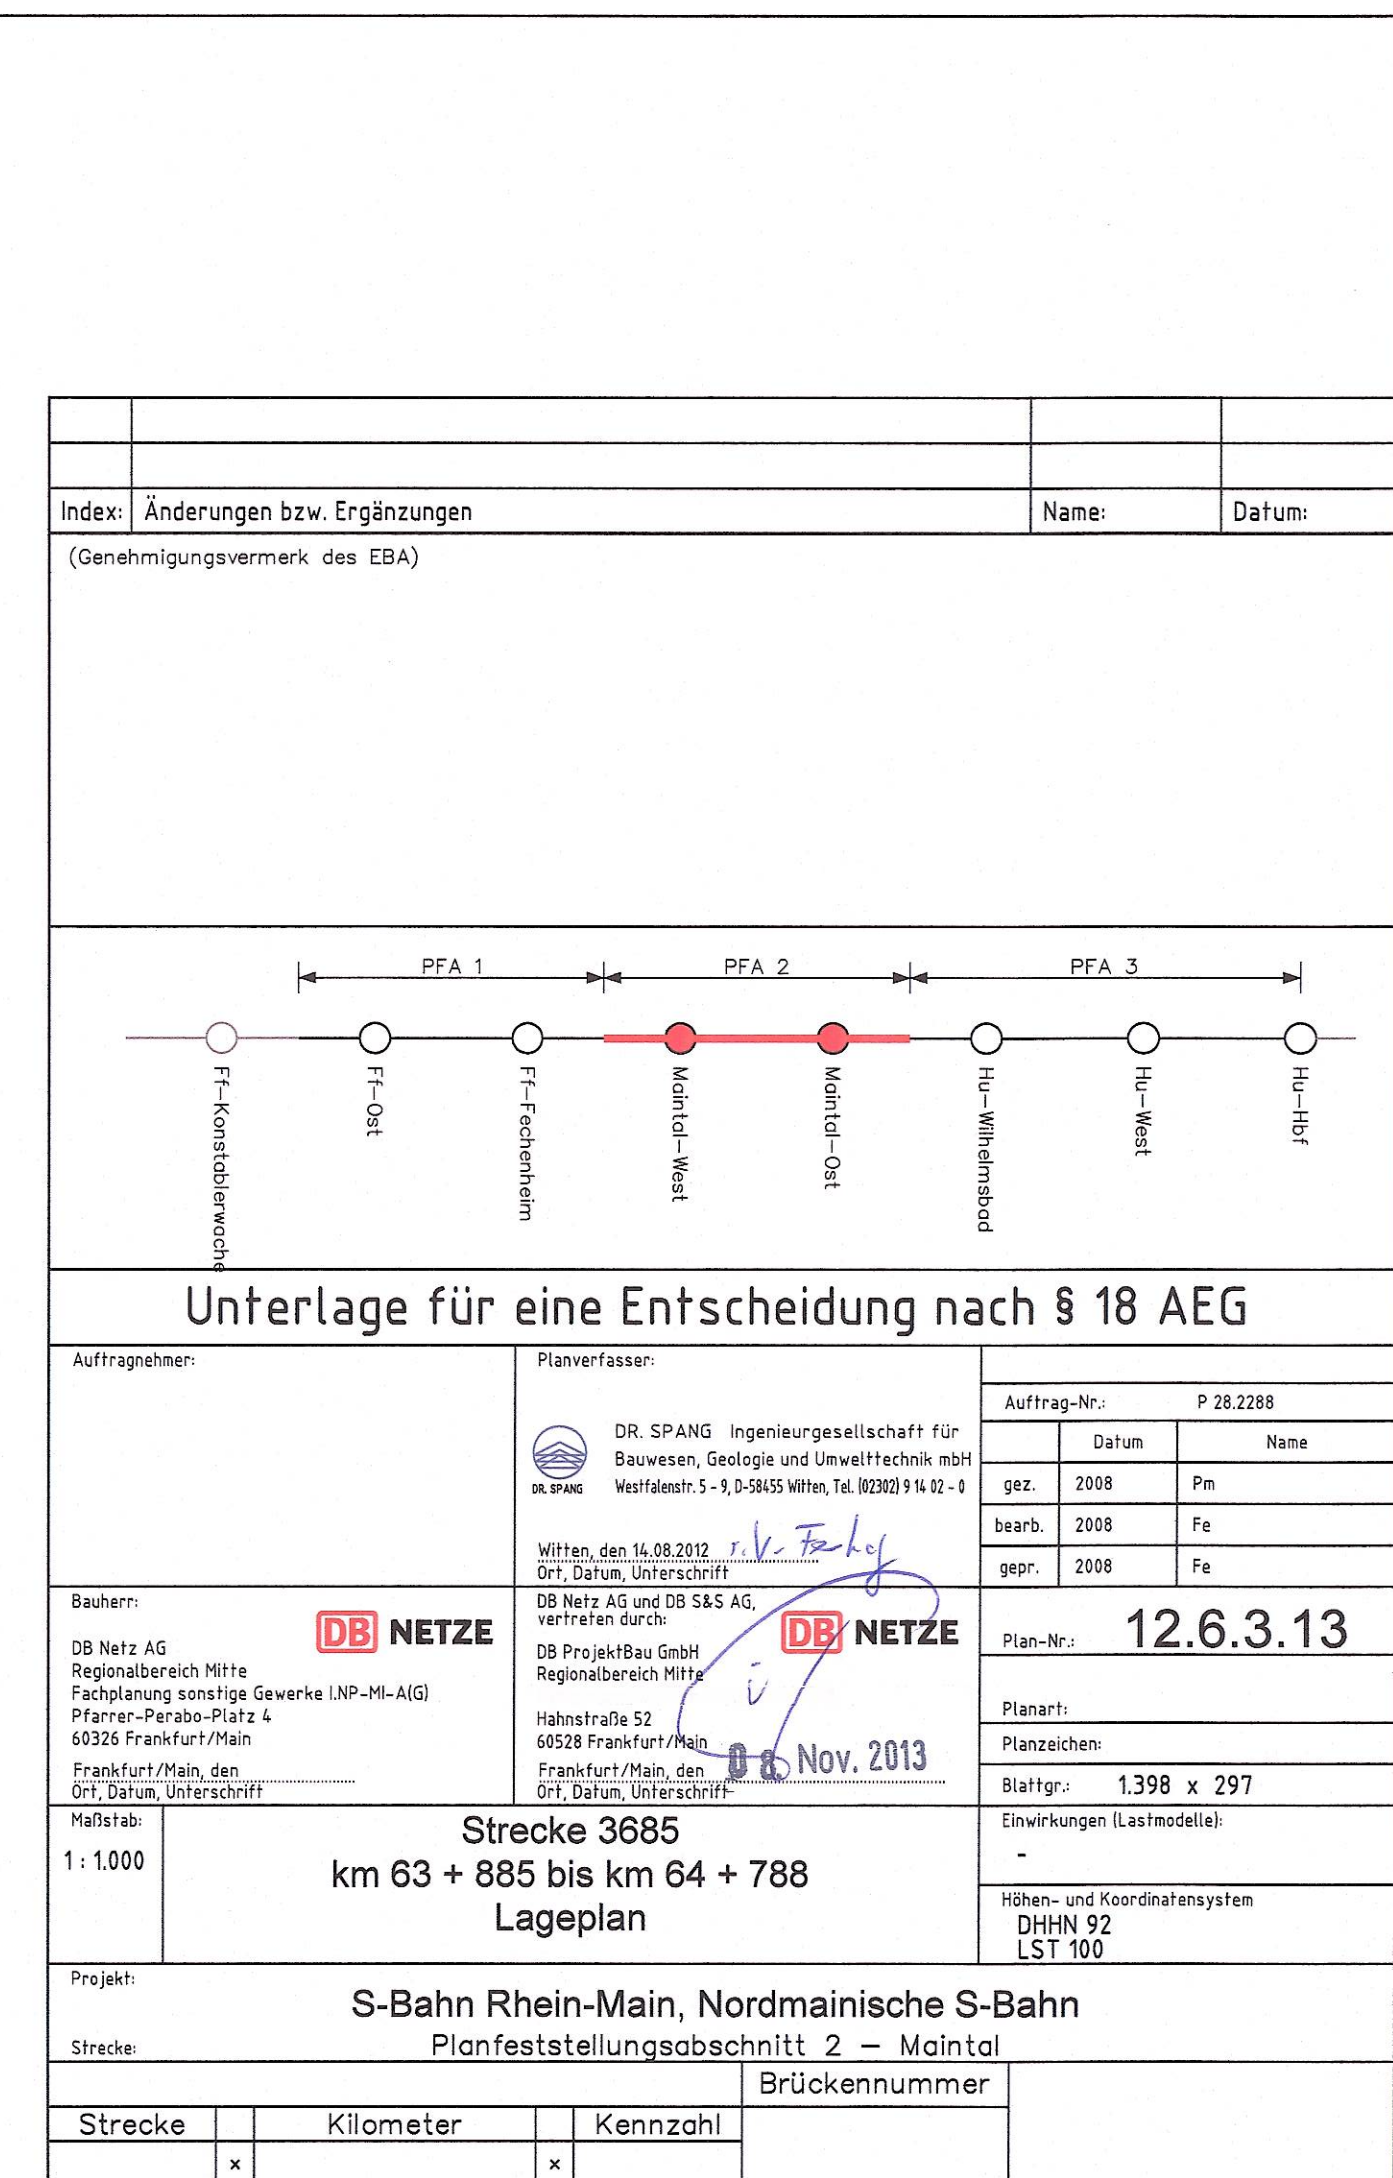 Index: Änderungen bzw. Ergänzungen Name: Datum:
(Genehmigungsvermerk des EBA)
PFA 1 PFA 2 PFA 3
Ff-Konstablerwache
Ff-Ost
Ff-Fechenheim
Maintal-West
Maintal-Ost
Hu-Wilhelmsbad
Hu-West
Hu-Hbf
Unterlage für eine Entscheidung nach § 18 AEG
Auftragnehmer:
Planverfasser:
DR. SPANG Ingenieurgesellschaft für
Bauwesen, Geologie und Umwelttechnik mbH
DR. SPANG
Westfalenstr. 5 - 9, D-58455 Witten, Tel. (02302) 9 14 02 - 0
Witten, den 14.08.2012
Ort, Datum, Unterschrift
Auftrag-Nr.: P 28.2288
Datum Name
gez. 2008 Pm
bearb. 2008 Fe
gepr. 2008 Fe
Bauherr:
DB NETZE
DB Netz AG
Regionalbereich Mitte
Fachplanung sonstige Gewerke I.NP-MI-A(G)
Pfarrer-Perabo-Platz 4
60326 Frankfurt/Main
Frankfurt/Main, den
Ort, Datum, Unterschrift
DB Netz AG und DB S&S AG,
vertreten durch:
DB NETZE
DB ProjektBau GmbH
Regionalbereich Mitte
Hahnstraße 52
60528 Frankfurt/Main
Frankfurt/Main, den 08. Nov. 2013
Ort, Datum, Unterschrift
Plan-Nr.: 12.6.3.13
Planart:
Planzeichen:
Blattgr.: 1.398 x 297
Maßstab:
1 : 1.000
Strecke 3685
km 63 + 885 bis km 64 + 788
Lageplan
Einwirkungen (Lastmodelle):
-
Höhen- und Koordinatensystem
DHHN 92
LST 100
Projekt:
S-Bahn Rhein-Main, Nordmainische S-Bahn
Strecke: Planfeststellungsabschnitt 2 - Maintal
Brückennummer
Strecke Kilometer Kennzahl
x x